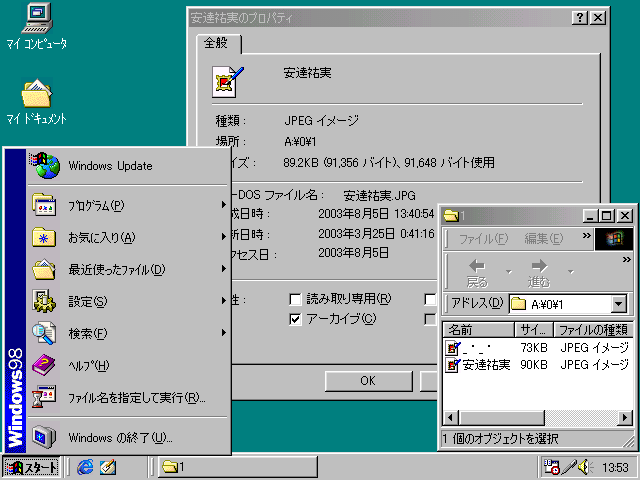 マイ コンピュータ
マイ ドキュメント
安達祐実のプロパティ
全般
安達祐実
種類： JPEG イメージ
場所： A:¥0¥1
イズ： 89.2KB (91,356 バイト)、91,648 バイト使用
-DOS ファイル名： 安達祐実.JPG
成日時： 2003年8月5日 13:40:54
新日時： 2003年3月25日 0:41:16
クセス日： 2003年8月5日
性： 読み取り専用(R)
アーカイブ(C)
OK
Windows98
Windows Update
プログラム(P)
お気に入り(A)
最近使ったファイル(D)
設定(S)
検索(F)
ヘルプ(H)
ファイル名を指定して実行(R)...
Windows の終了(U)...
1
ファイル(F) 編集(E) »
戻る 進む »
アドレス(D) A:¥0¥1
名前 サイ... ファイルの種類
_・_・ 73KB JPEG イメージ
安達祐実 90KB JPEG イメージ
1 個のオブジェクトを選択
スタート
1
13:53